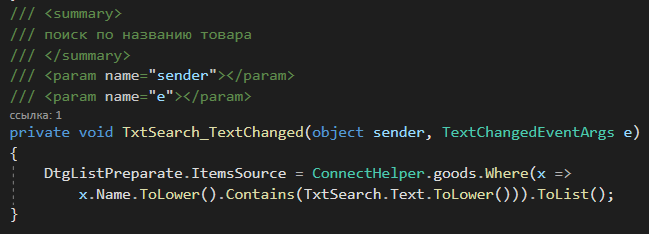 /// <summary>
/// поиск по названию товара
/// </summary>
/// <param name="sender"></param>
/// <param name="e"></param>
ссылка: 1
private void TxtSearch_TextChanged(object sender, TextChangedEventArgs e)
{
DtgListPreparate.ItemsSource = ConnectHelper.goods.Where(x =>
x.Name.ToLower().Contains(TxtSearch.Text.ToLower())).ToList();
}